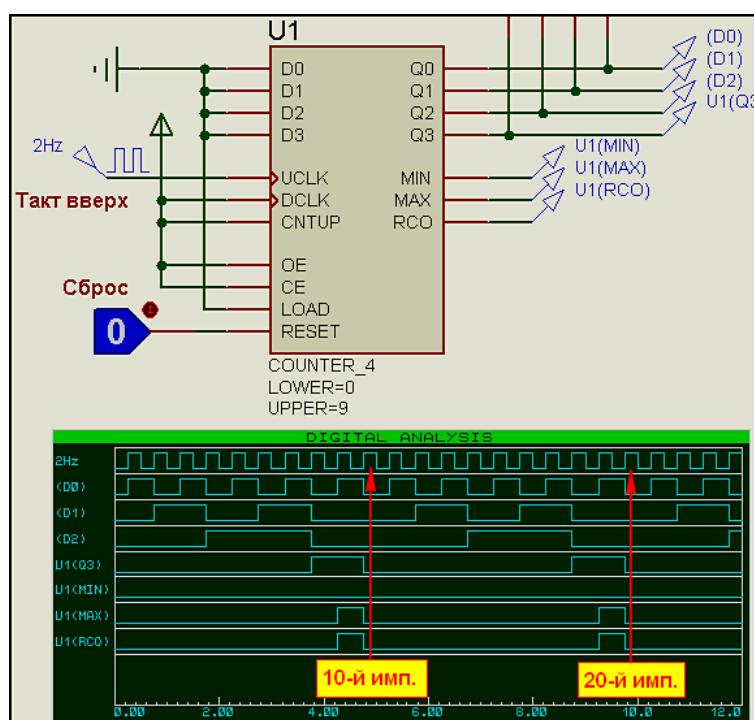 U1
D0 Q0 (D0)
D1 Q1 (D1)
D2 Q2 (D2)
D3 Q3 U1(Q3
2Hz
UCLK MIN U1(MIN)
Такт вверх DCLK MAX U1(MAX)
CNTUP RCO U1(RCO)
OE
Сброс CE
LOAD
0 RESET
COUNTER_4
LOWER=0
UPPER=9
DIGITAL ANALYSIS
2Hz
(D0)
(D1)
(D2)
U1(Q3)
U1(MIN)
U1(MAX)
U1(RCO)
10-й имп. 20-й имп.
0.00 2.00 4.00 6.00 8.00 10.0 12.0